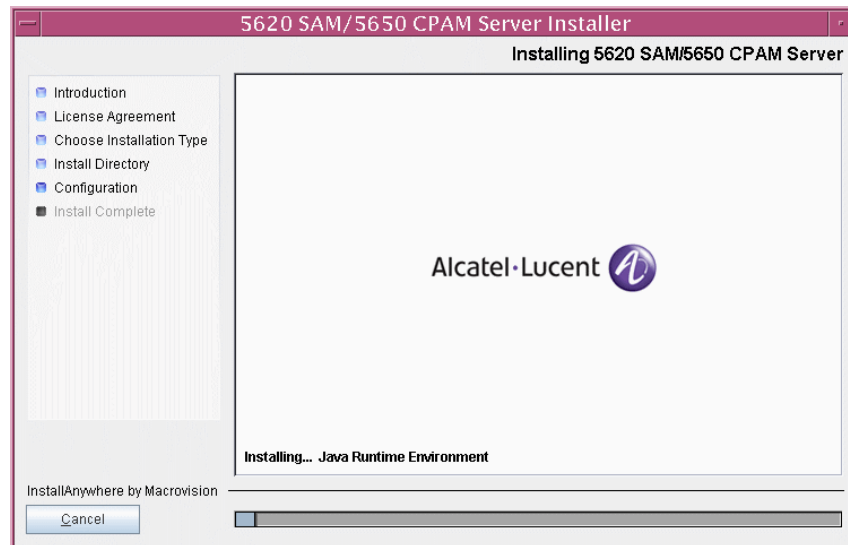 5620 SAM/5650 CPAM Server Installer
Installing 5620 SAM/5650 CPAM Server
Introduction
License Agreement
Choose Installation Type
Install Directory
Configuration
Install Complete
Alcatel·Lucent
Installing... Java Runtime Environment
InstallAnywhere by Macrovision
Cancel